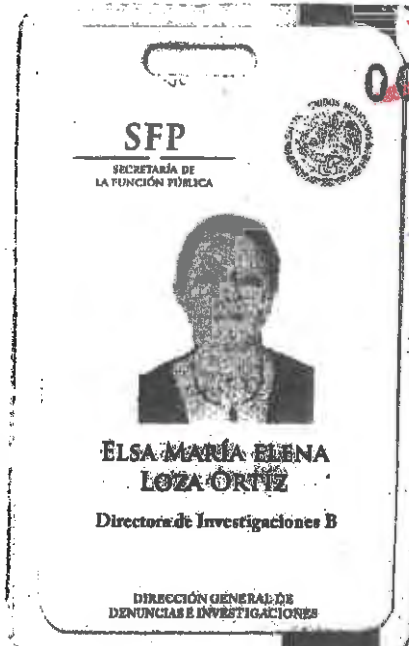 SFP
SECRETARÍA DE
LA FUNCIÓN PÚBLICA
ELSA MARÍA ELENA
LOZA ORTIZ
Directora de Investigaciones B
DIRECCIÓN GENERAL DE
DENUNCIAS E INVESTIGACIONES